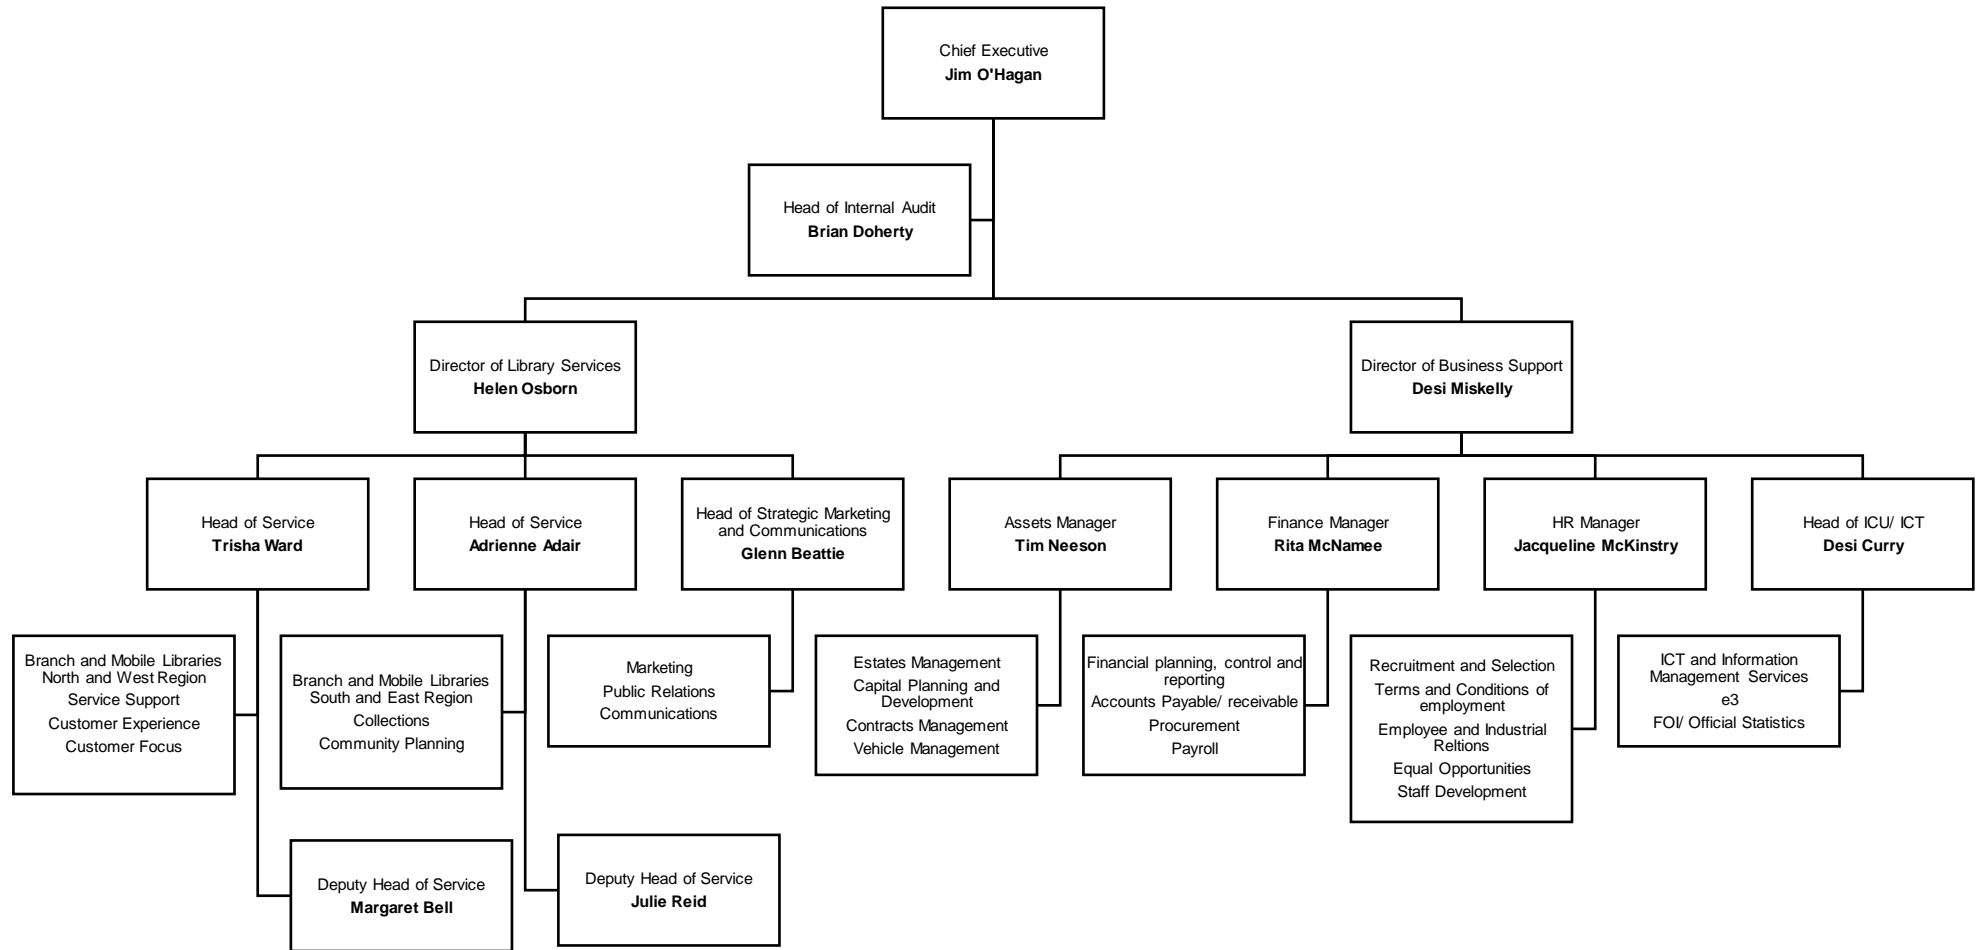 Chief Executive
Jim O'Hagan
Head of Internal Audit
Brian Doherty
Director of Library Services
Helen Osborn
Director of Business Support
Desi Miskelly
Head of Service
Trisha Ward
Head of Service
Adrienne Adair
Head of Strategic Marketing
and Communications
Glenn Beattie
Assets Manager
Tim Neeson
Finance Manager
Rita McNamee
HR Manager
Jacqueline McKinstry
Head of ICU/ ICT
Desi Curry
Branch and Mobile Libraries
North and West Region
Service Support
Customer Experience
Customer Focus
Branch and Mobile Libraries
South and East Region
Collections
Community Planning
Marketing
Public Relations
Communications
Estates Management
Capital Planning and
Development
Contracts Management
Vehicle Management
Financial planning, control and
reporting
Accounts Payable/ receivable
Procurement
Payroll
Recruitment and Selection
Terms and Conditions of
employment
Employee and Industrial
Reltions
Equal Opportunities
Staff Development
ICT and Information
Management Services
e3
FOI/ Official Statistics
Deputy Head of Service
Margaret Bell
Deputy Head of Service
Julie Reid